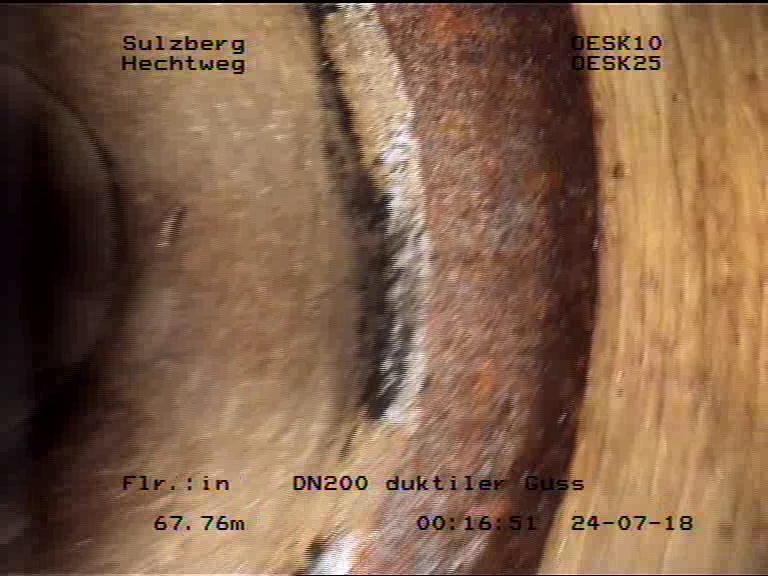 Sulzberg OESK10
Hechtweg OESK25
Flr.:in DN200 duktiler Guss
67.76m 00:16:51 24-07-18